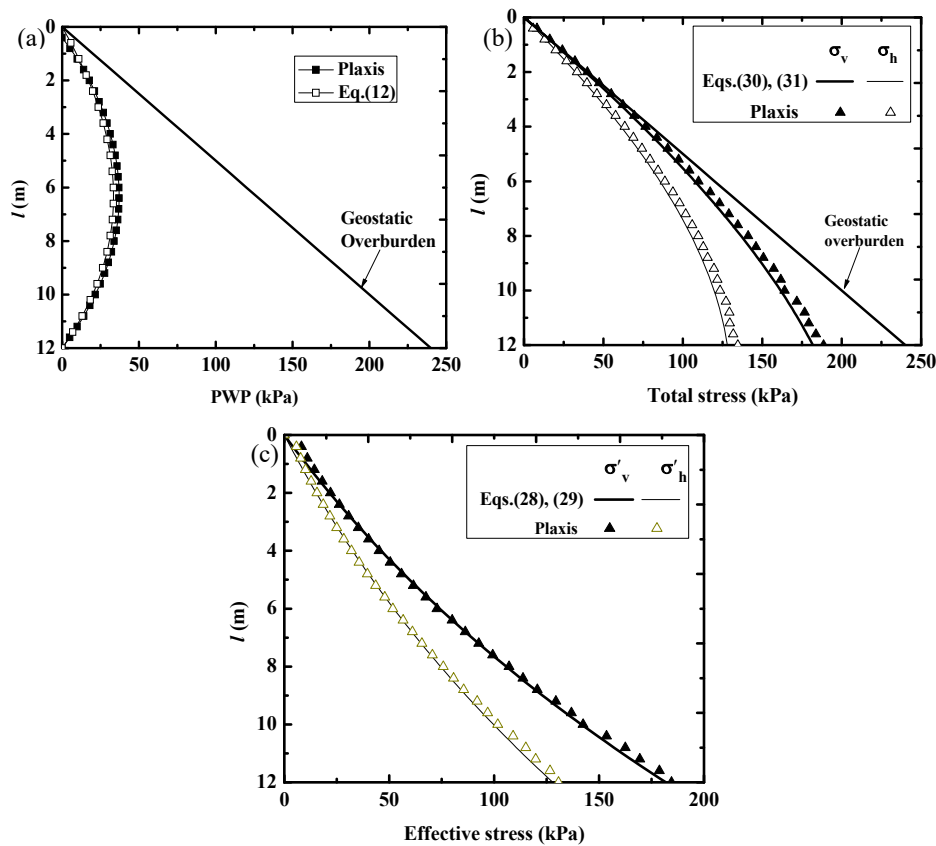 (a)
0
2
4
6
8
10
12
l (m)
Plaxis
Eq.(12)
Geostatic
Overburden
0 50 100 150 200 250
PWP (kPa)
(b)
0
2
4
6
8
10
12
l (m)
σv σh
Eqs.(30), (31)
Plaxis
Geostatic
overburden
0 50 100 150 200 250
Total stress (kPa)
(c)
0
2
4
6
8
10
12
l (m)
σ′v σ′h
Eqs.(28), (29)
Plaxis
0 50 100 150 200
Effective stress (kPa)